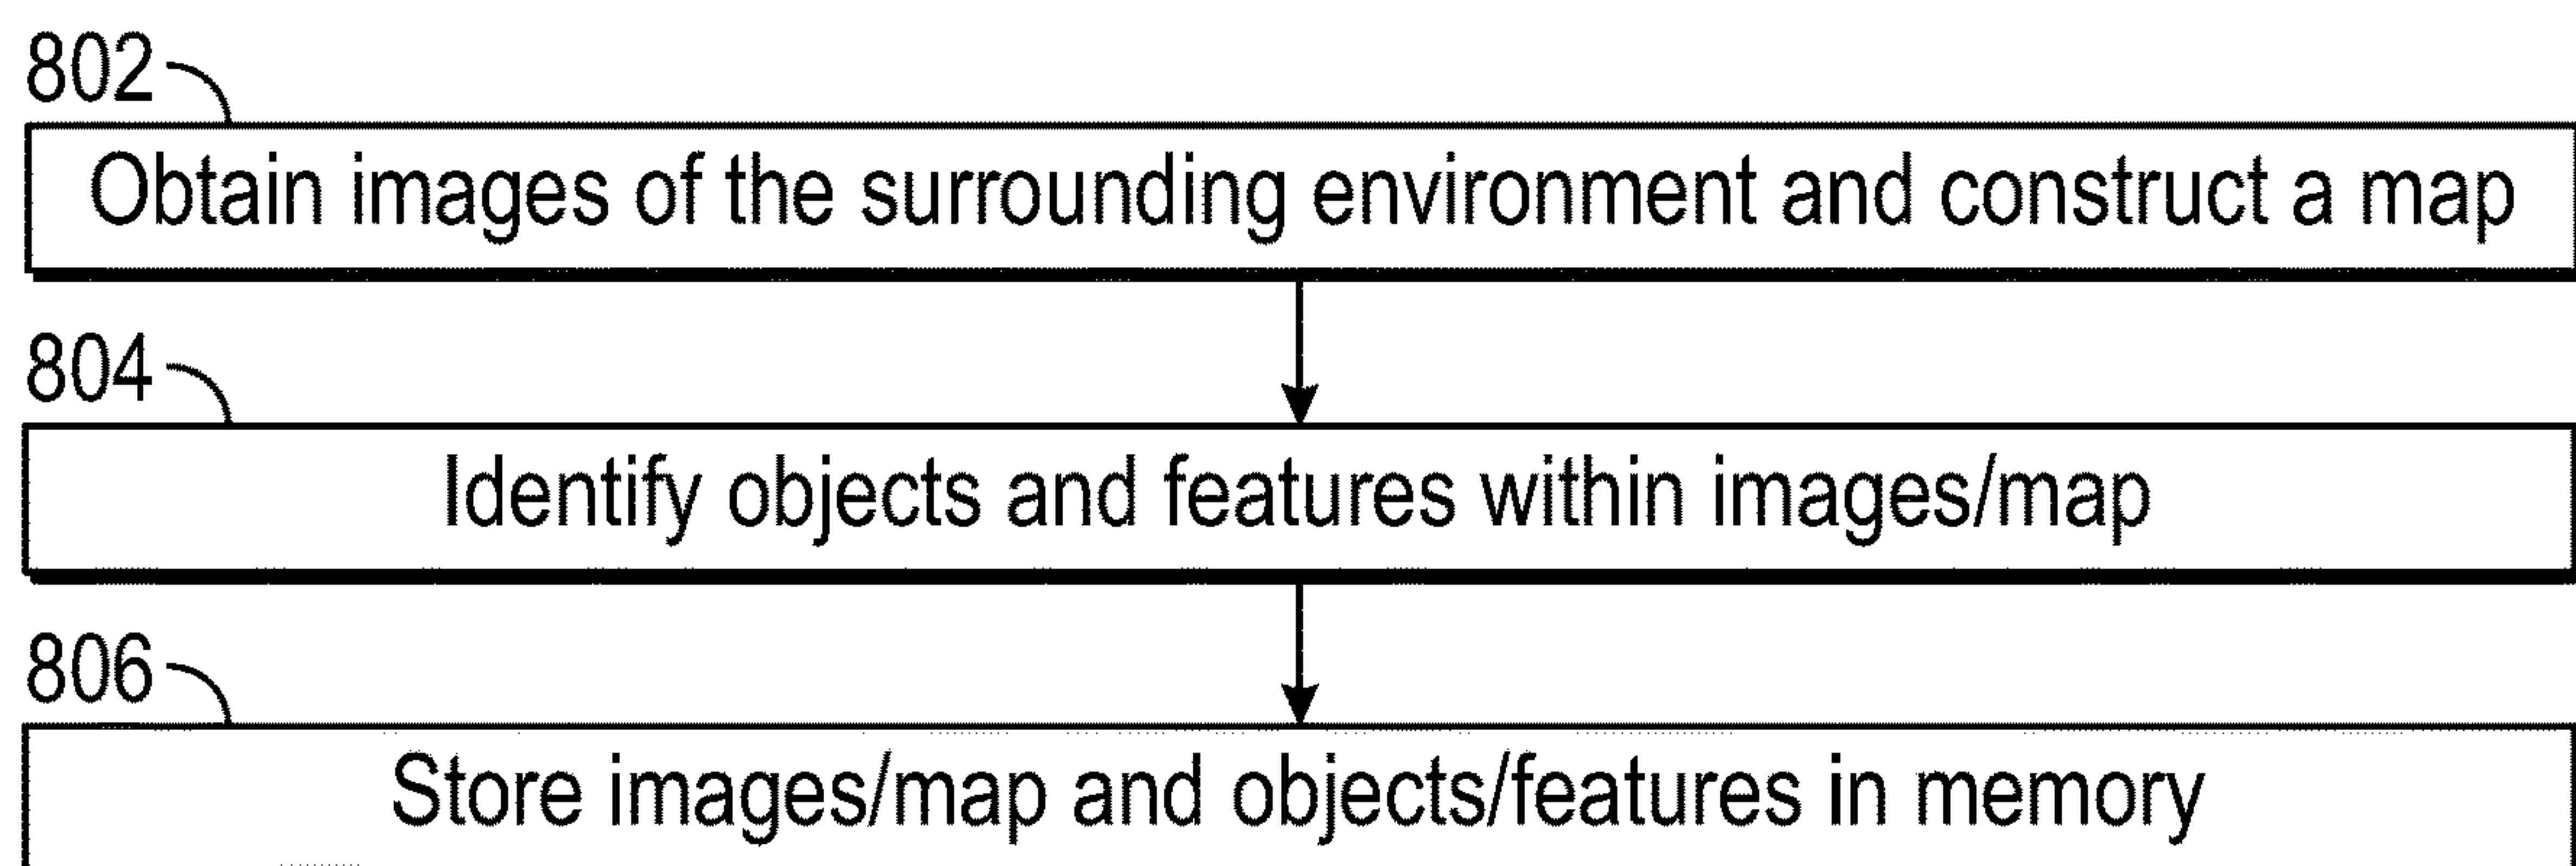 802
Obtain images of the surrounding environment and construct a map
804
Identify objects and features within images/map
806
Store images/map and objects/features in memory